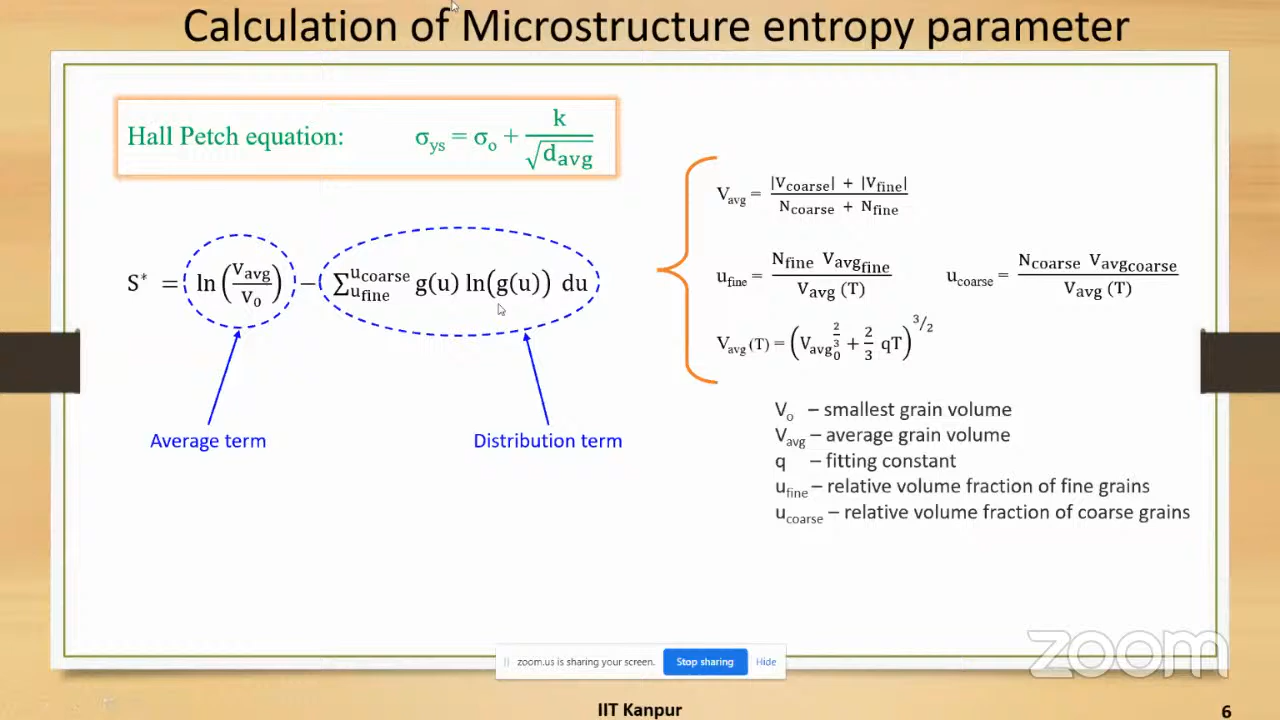 Calculation of Microstructure entropy parameter
Hall Petch equation: σys = σo + k / √davg
S* = ln(Vavg / Vo) − ∑ufine^ucoarse g(u) ln(g(u)) du
Average term
Distribution term
Vavg = |Vcoarse| + |Vfine| / Ncoarse + Nfine
ufine = Nfine Vavgfine / Vavg (T)
ucoarse = Ncoarse Vavgcoarse / Vavg (T)
Vavg (T) = (Vavg0^2/3 + 2/3 qT)^3/2
Vo – smallest grain volume
Vavg – average grain volume
q – fitting constant
ufine – relative volume fraction of fine grains
ucoarse – relative volume fraction of coarse grains
zoom
zoom.us is sharing your screen. Stop sharing Hide
IIT Kanpur
6